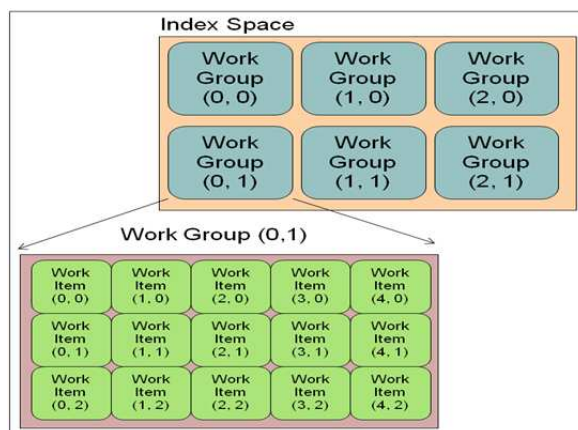 Index Space
Work Work Work
Group Group Group
(0, 0) (1, 0) (2, 0)
Work Work Work
Group Group Group
(0, 1) (1, 1) (2, 1)
Work Group (0,1)
Work Work Work Work Work
Item Item Item Item Item
(0, 0) (1, 0) (2, 0) (3, 0) (4, 0)
Work Work Work Work Work
Item Item Item Item Item
(0, 1) (1, 1) (2, 1) (3, 1) (4, 1)
Work Work Work Work Work
Item Item Item Item Item
(0, 2) (1, 2) (2, 2) (3, 2) (4, 2)